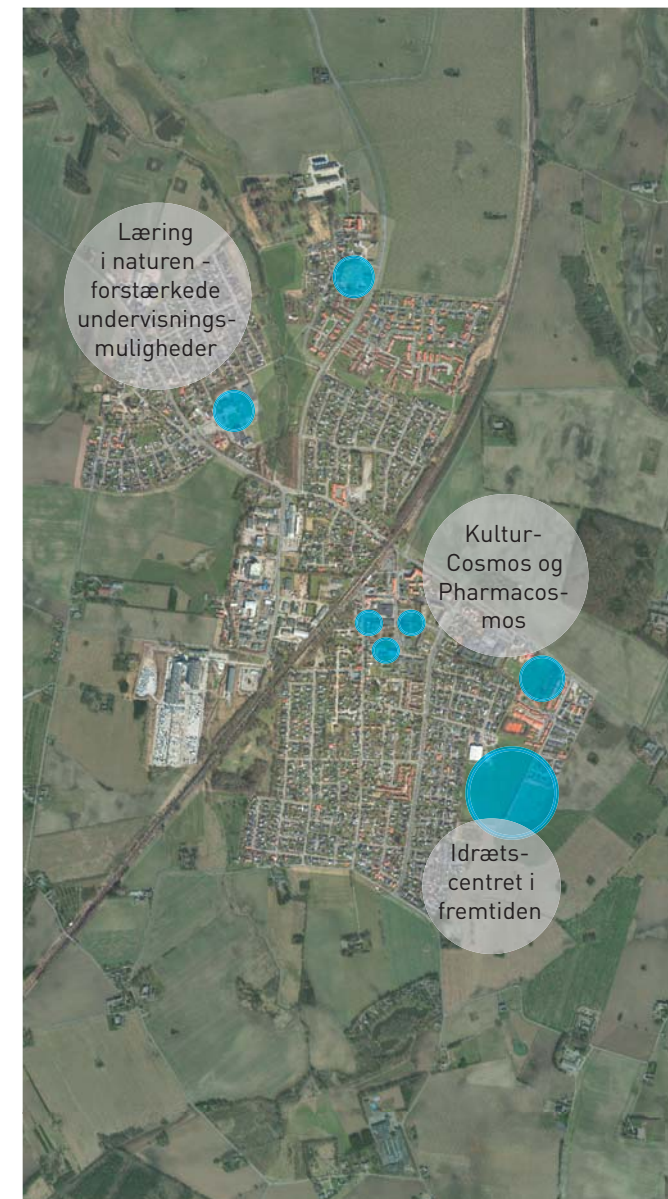 Læring
i naturen -
forstærkede
undervisnings-
muligheder
Kultur-
Cosmos og
Pharmacos-
mos
Idræts-
centret i
fremtiden